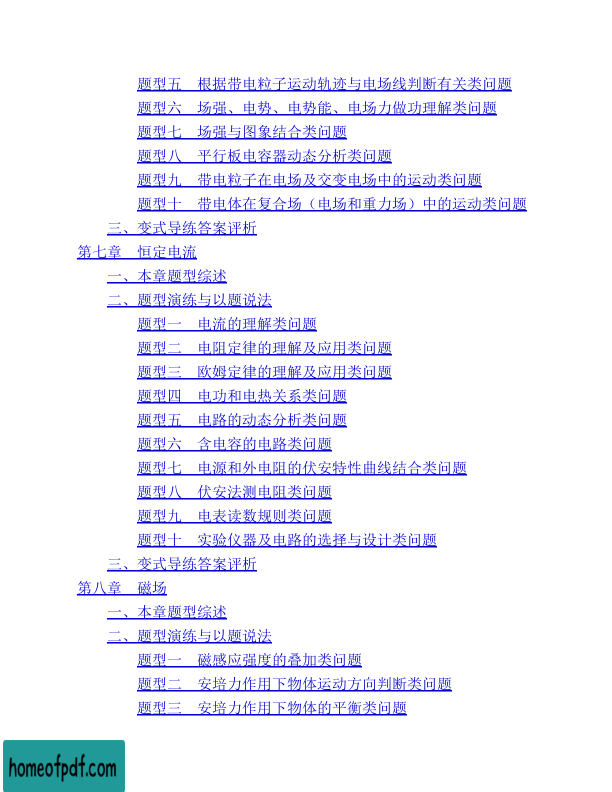 题型五　根据带电粒子运动轨迹与电场线判断有关类问题
题型六　场强、电势、电势能、电场力做功理解类问题
题型七　场强与图象结合类问题
题型八　平行板电容器动态分析类问题
题型九　带电粒子在电场及交变电场中的运动类问题
题型十　带电体在复合场（电场和重力场）中的运动类问题
三、变式导练答案评析
第七章　恒定电流
一、本章题型综述
二、题型演练与以题说法
题型一　电流的理解类问题
题型二　电阻定律的理解及应用类问题
题型三　欧姆定律的理解及应用类问题
题型四　电功和电热关系类问题
题型五　电路的动态分析类问题
题型六　含电容的电路类问题
题型七　电源和外电阻的伏安特性曲线结合类问题
题型八　伏安法测电阻类问题
题型九　电表读数规则类问题
题型十　实验仪器及电路的选择与设计类问题
三、变式导练答案评析
第八章　磁场
一、本章题型综述
二、题型演练与以题说法
题型一　磁感应强度的叠加类问题
题型二　安培力作用下物体运动方向判断类问题
题型三　安培力作用下物体的平衡类问题
homeofpdf.com